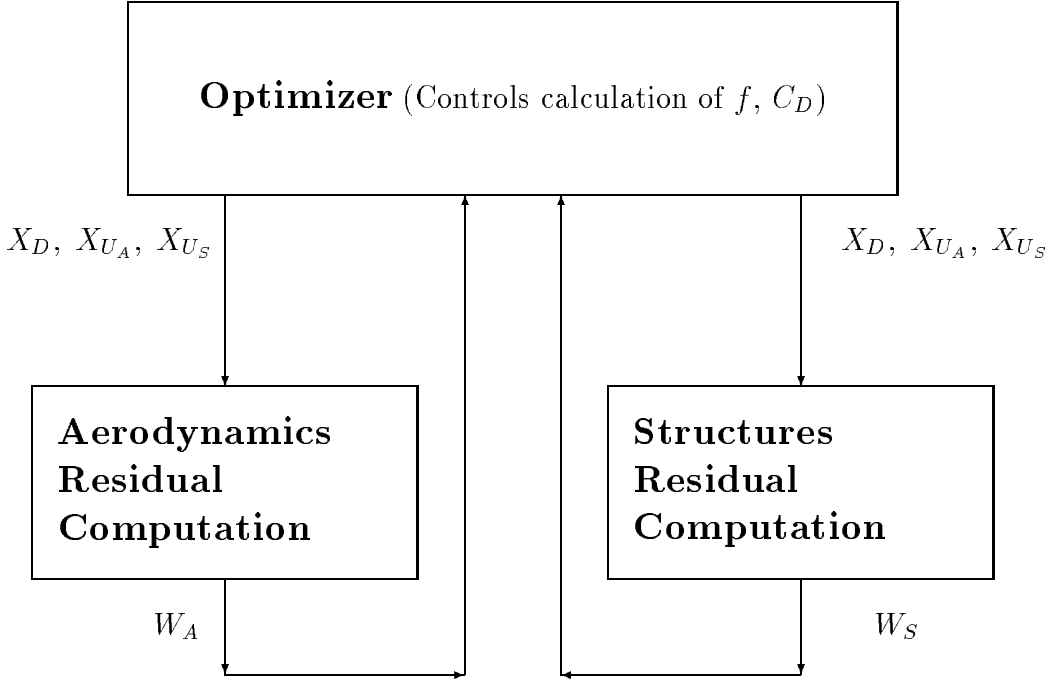 Optimizer (Controls calculation of f, C_D)
X_D, X_{U_A}, X_{U_S}
X_D, X_{U_A}, X_{U_S}
Aerodynamics
Residual
Computation
Structures
Residual
Computation
W_A
W_S